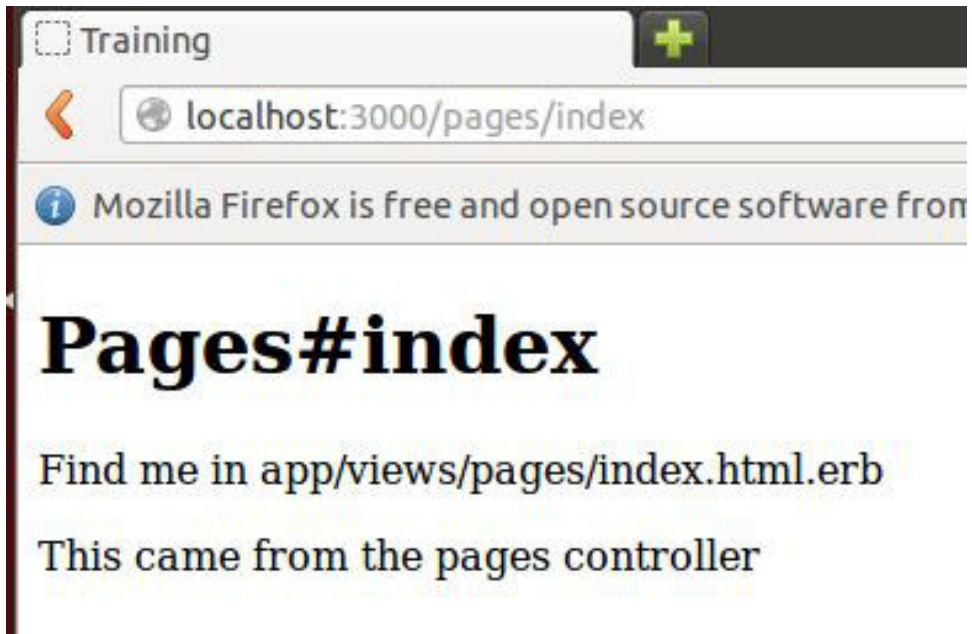 Training
localhost:3000/pages/index
Mozilla Firefox is free and open source software from
Pages#index
Find me in app/views/pages/index.html.erb
This came from the pages controller